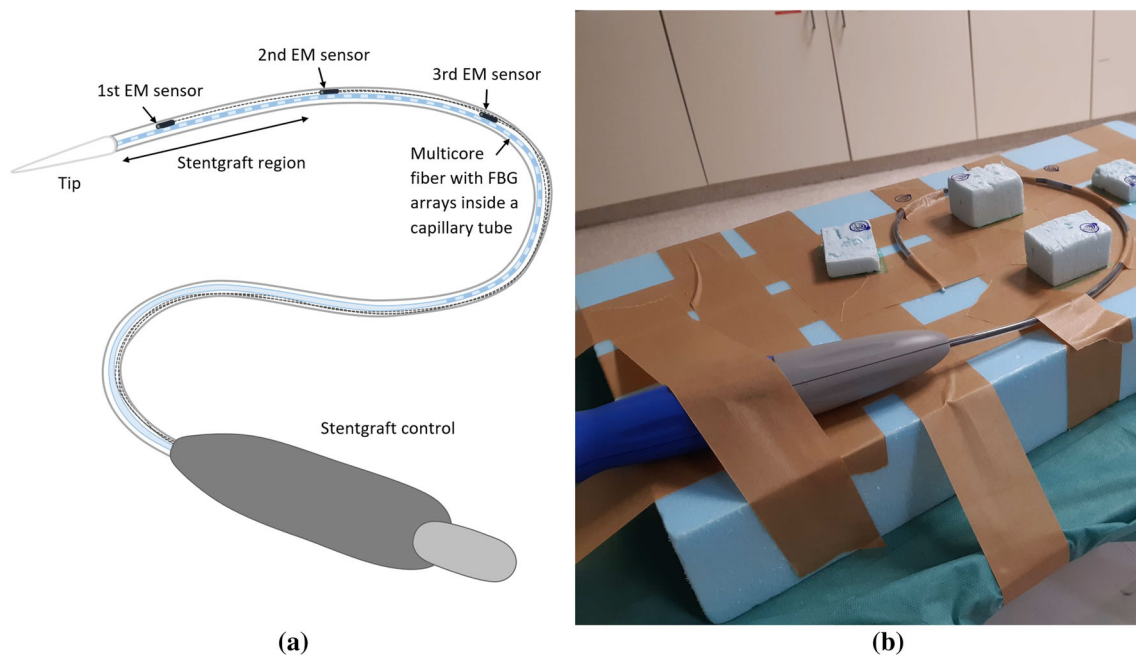 2nd EM sensor
3rd EM sensor
1st EM sensor
Stentgraft region
Tip
Multicore
fiber with FBG
arrays inside a
capillary tube
Stentgraft control
(a)
(b)